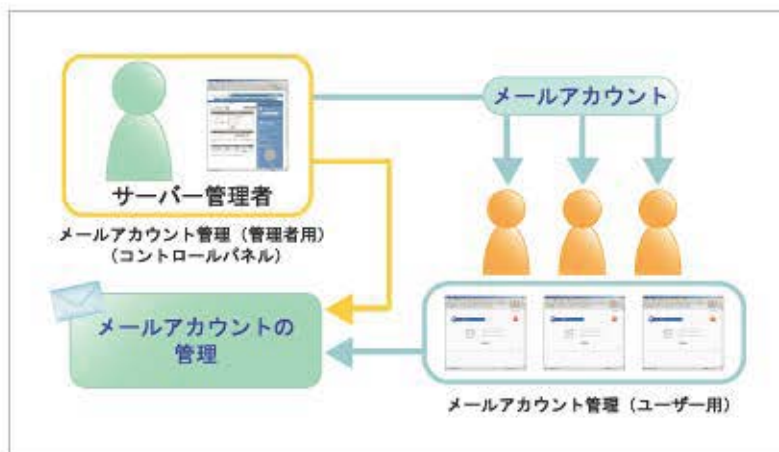 メールアカウント
サーバー管理者
メールアカウント管理（管理者用）
（コントロールパネル）
メールアカウントの
管理
メールアカウント管理（ユーザー用）